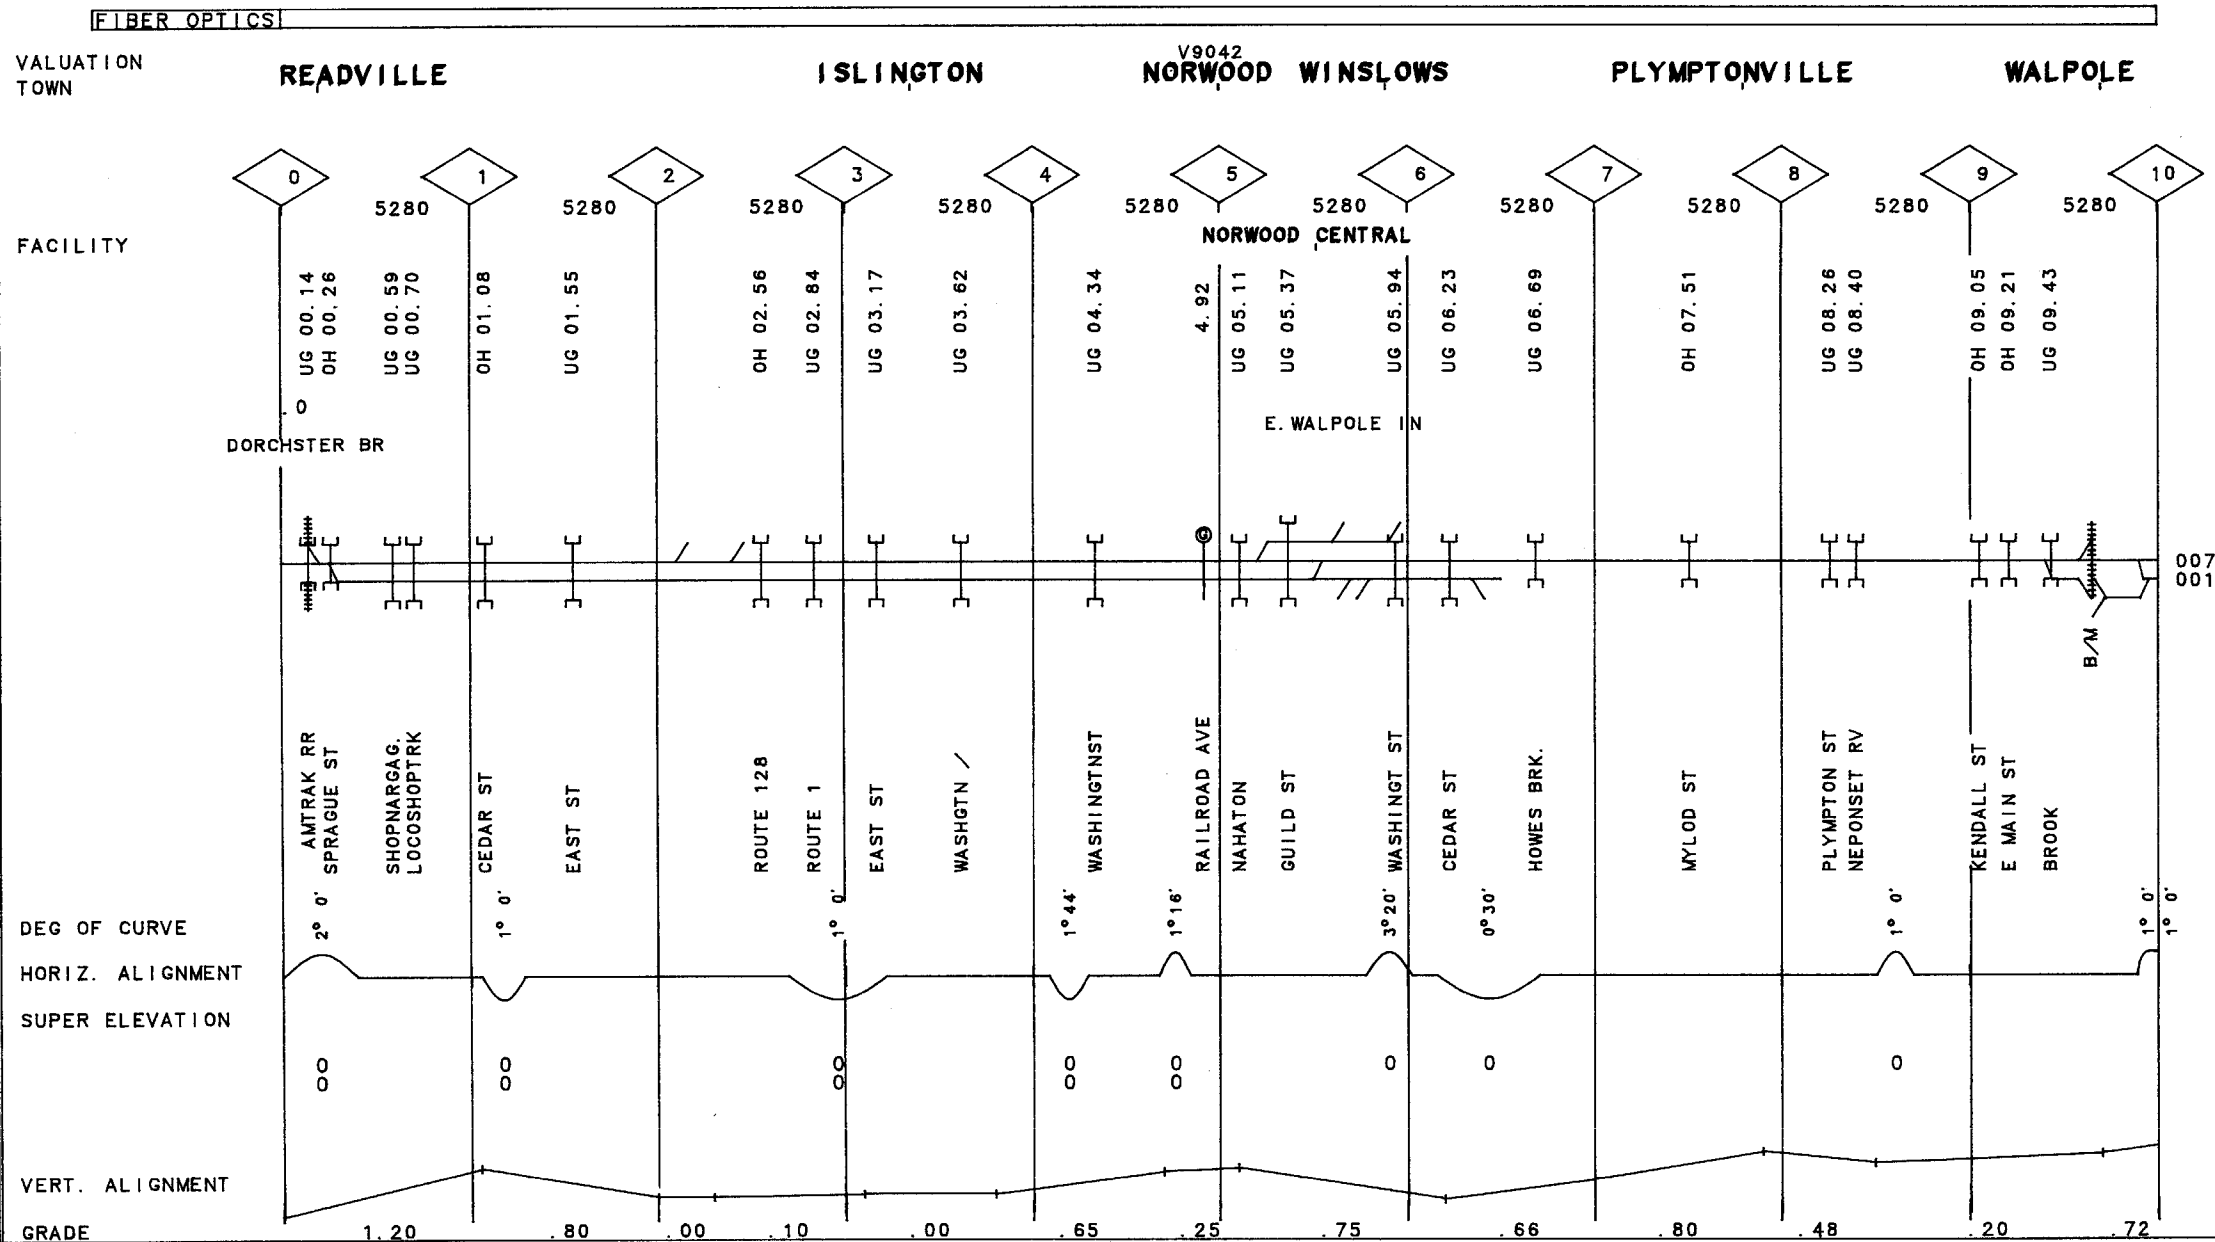 FIBER OPTICS
V9042
VALUATION
TOWN
READVILLE ISLINGTON NORWOOD WINSLOWS PLYMPTONVILLE WALPOLE
0 1 2 3 4 5 6 7 8 9 10
5280 5280 5280 5280 5280 5280 5280 5280 5280 5280
FACILITY
NORWOOD CENTRAL
UG 00.14
OH 00.26
UG 00.59
UG 00.70
OH 01.08
UG 01.55
OH 02.56
UG 02.84
UG 03.17
UG 03.62
UG 04.34
4.92
UG 05.11
UG 05.37
UG 05.94
UG 06.23
UG 06.69
OH 07.51
UG 08.26
UG 08.40
OH 09.05
OH 09.21
UG 09.43
.0
E. WALPOLE IN
DORCHSTER BR
G
007
001
B/M
AMTRAK RR
SPRAGUE ST
SHOPNARGAG.
LOCOSHOPTRK
CEDAR ST
EAST ST
ROUTE 128
ROUTE 1
EAST ST
WASHGTN /
WASHINGTNST
RAILROAD AVE
NAHATON
GUILD ST
WASHINGT ST
CEDAR ST
HOWES BRK.
MYLOD ST
PLYMPTON ST
NEPONSET RV
KENDALL ST
E MAIN ST
BROOK
DEG OF CURVE
2° 0'
1° 0'
1° 0'
1°44'
1°16'
3°20'
0°30'
1° 0'
1° 0'
1° 0'
HORIZ. ALIGNMENT
SUPER ELEVATION
0 0 0 0 0 0 0 0
0 0 0 0 0
VERT. ALIGNMENT
GRADE 1.20 .80 .00 .10 .00 .65 .25 .75 .66 .80 .48 .20 .72